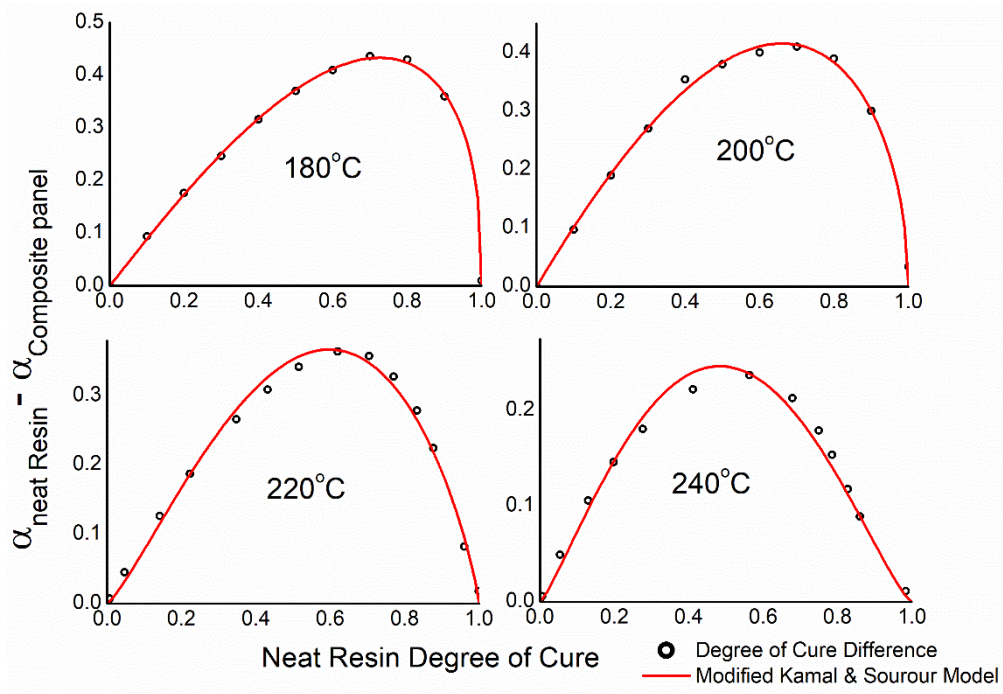 0.5
0.4
0.3
0.2
0.1
0.0
0.0 0.2 0.4 0.6 0.8 1.0
180°C
0.4
0.3
0.2
0.1
0.0
0.0 0.2 0.4 0.6 0.8 1.0
200°C
α neat Resin - α Composite panel
0.3
0.2
0.1
0.0
0.0 0.2 0.4 0.6 0.8 1.0
220°C
0.2
0.1
0.0
0.0 0.2 0.4 0.6 0.8 1.0
240°C
Neat Resin Degree of Cure
Degree of Cure Difference
Modified Kamal & Sourour Model